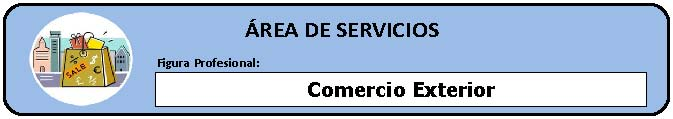 ÁREA DE SERVICIOS
SALE
Figura Profesional:
Comercio Exterior